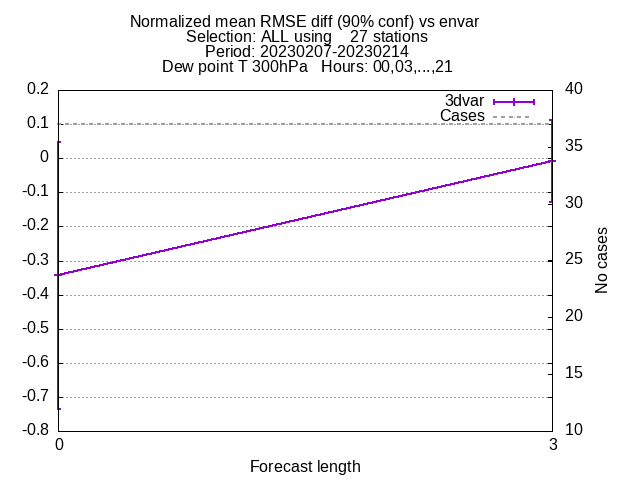 Normalized mean RMSE diff (90% conf) vs envar
Selection: ALL using    27 stations
Period: 20230207-20230214
Dew point T 300hPa   Hours: 00,03,...,21
3dvar
Cases
0.2
0.1
0
-0.1
-0.2
-0.3
-0.4
-0.5
-0.6
-0.7
-0.8
40
35
30
25
20
15
10
No cases
0
3
Forecast length